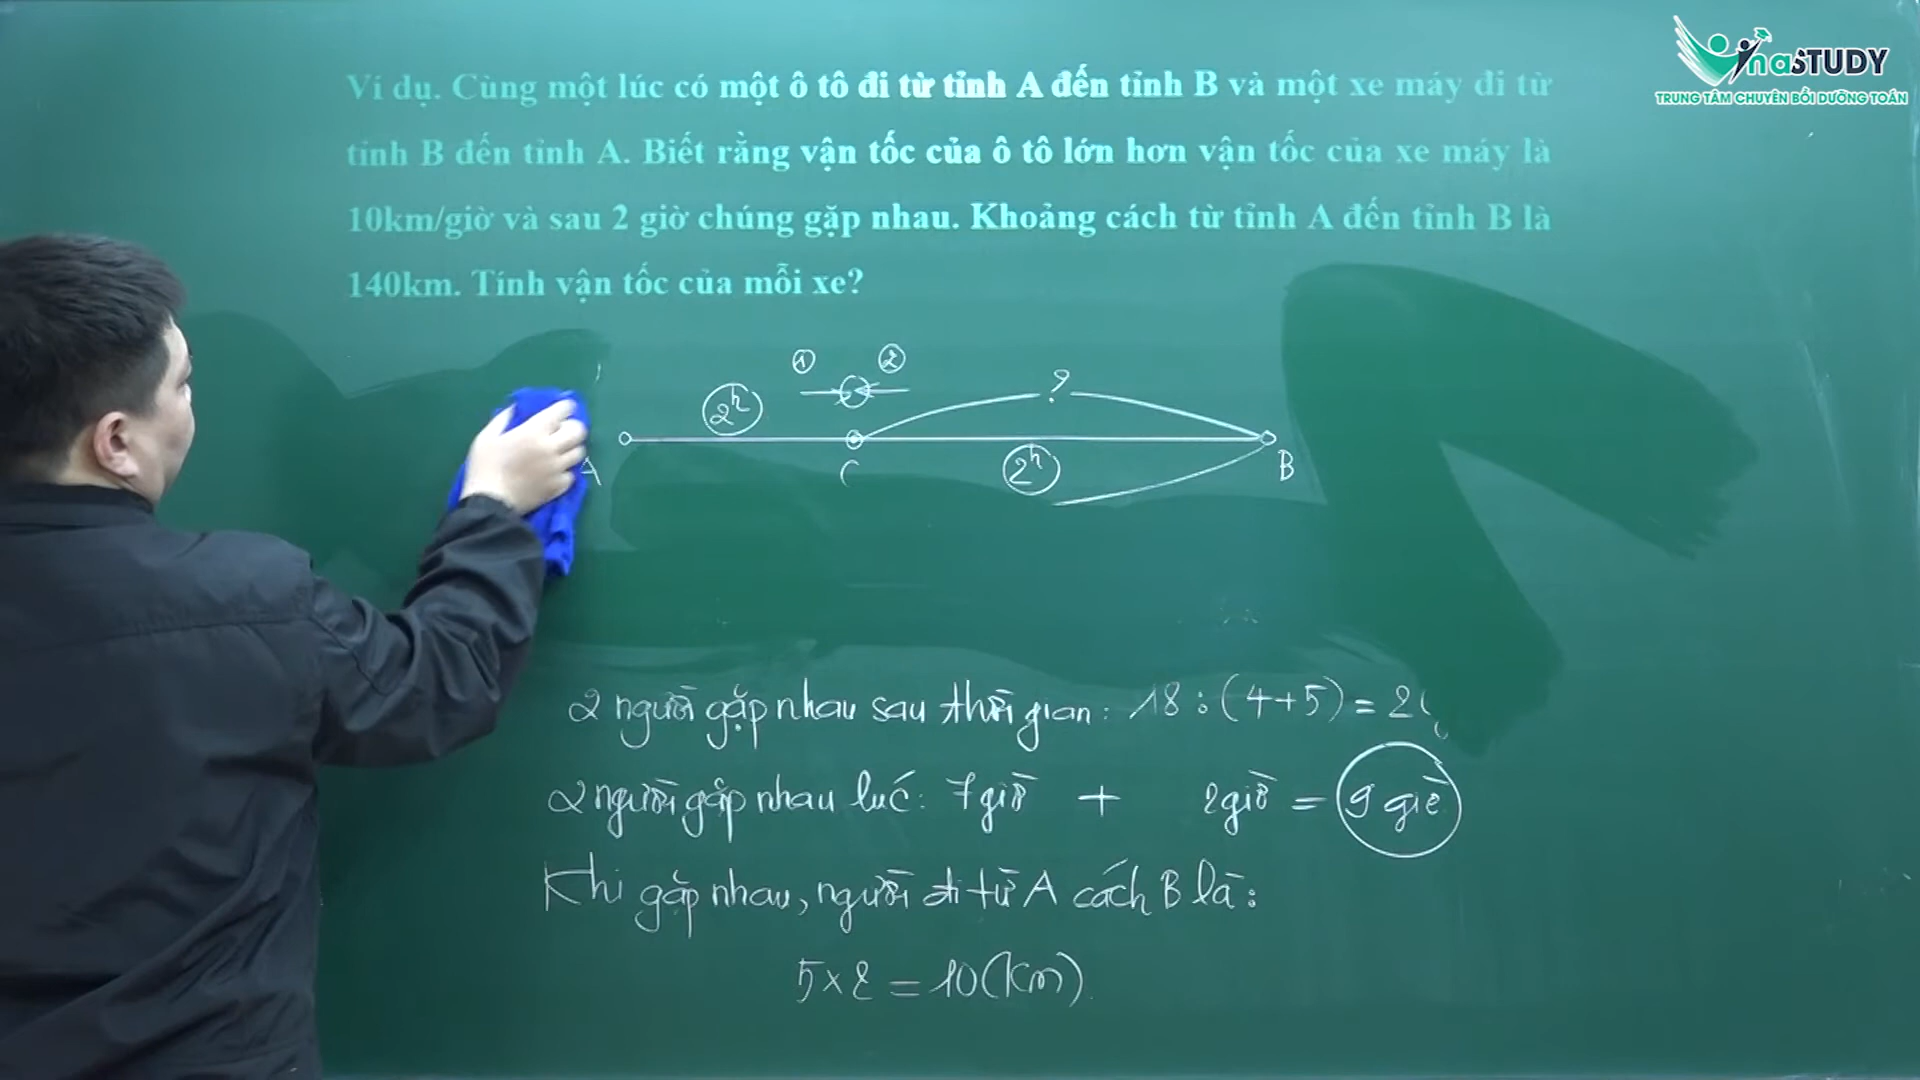 VinaSTUDY
TRUNG TÂM CHUYÊN BỒI DƯỠNG TOÁN
Ví dụ. Cùng một lúc có một ô tô đi từ tỉnh A đến tỉnh B và một xe máy đi từ
tỉnh B đến tỉnh A. Biết rằng vận tốc của ô tô lớn hơn vận tốc của xe máy là
10km/giờ và sau 2 giờ chúng gặp nhau. Khoảng cách từ tỉnh A đến tỉnh B là
140km. Tính vận tốc của mỗi xe?
1 2
2h ?
A C 2h B
2 người gặp nhau sau thời gian: 18 : (4+5) = 2 (
2 người gặp nhau lúc: 7 giờ + 2 giờ = 9 giờ
Khi gặp nhau, người đi từ A cách B là:
5 x 2 = 10 (km)